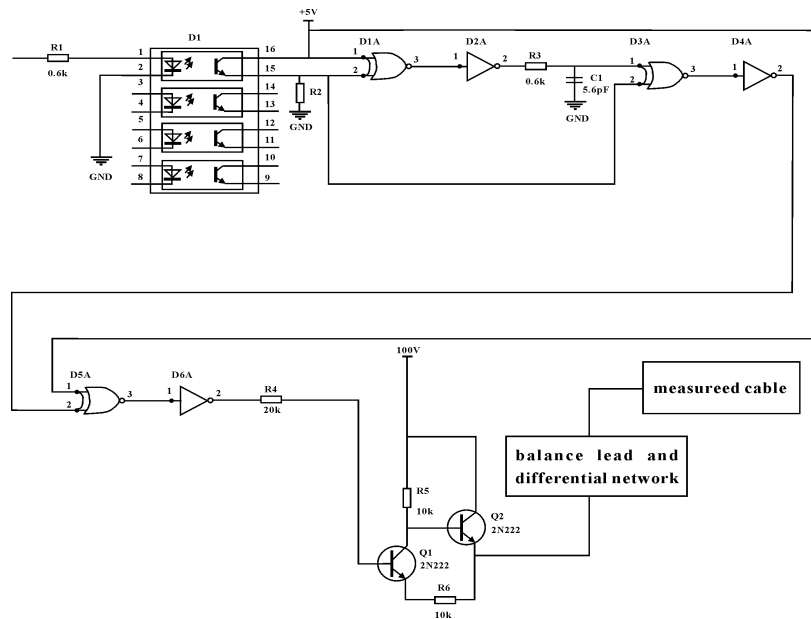 +5V
R1
0.6k
D1
1
2
3
4
5
6
7
8
16
15
14
13
12
11
10
9
GND
R2
GND
D1A
1
2
3
D2A
1
2
R3
0.6k
C1
5.6pF
GND
D3A
1
2
3
D4A
1
2
D5A
1
2
3
D6A
1
2
R4
20k
100V
R5
10k
Q1
2N222
Q2
2N222
R6
10k
measureed cable
balance lead and
differential network